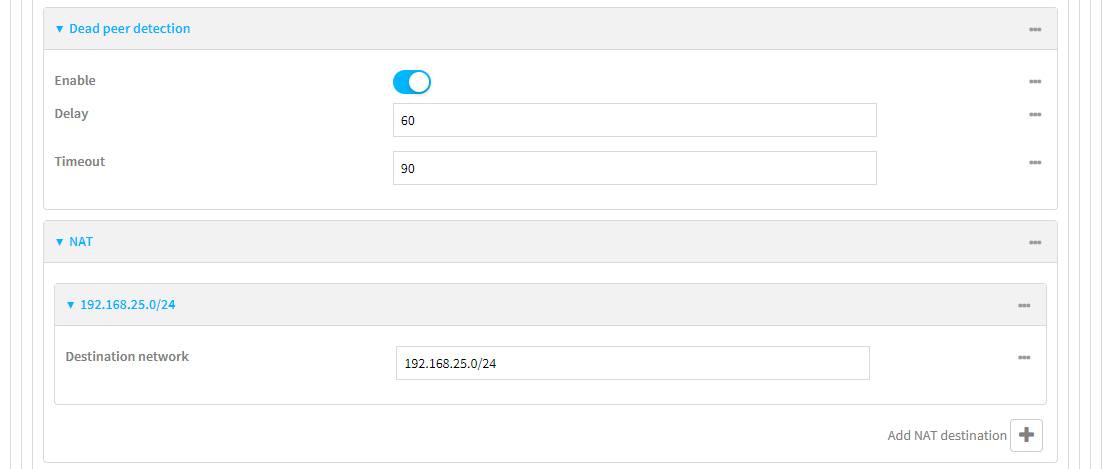 Dead peer detection
Enable
Delay
60
Timeout
90
NAT
192.168.25.0/24
Destination network
192.168.25.0/24
Add NAT destination